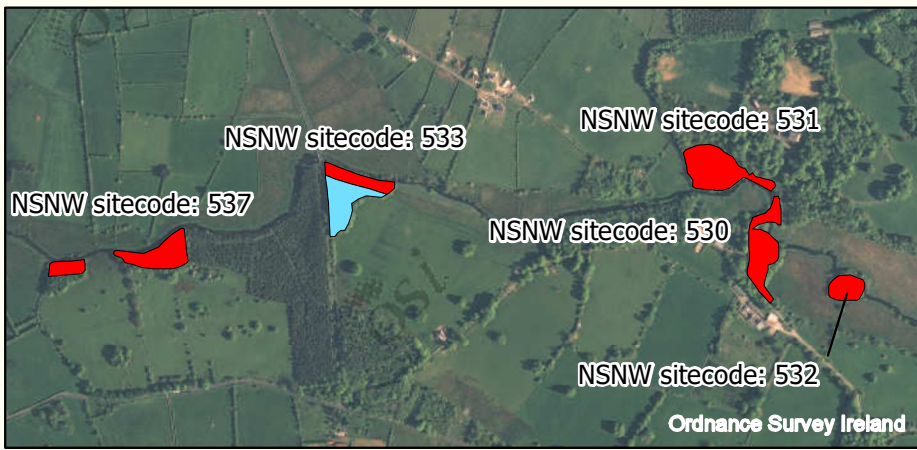 NSNW sitecode: 531
NSNW sitecode: 533
NSNW sitecode: 537
NSNW sitecode: 530
NSNW sitecode: 532
Ordnance Survey Ireland